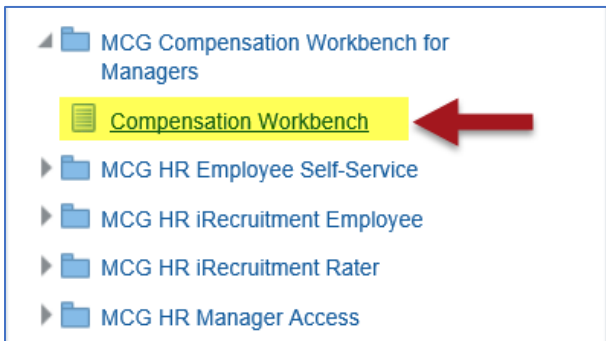 MCG Compensation Workbench for
Managers
Compensation Workbench
MCG HR Employee Self-Service
MCG HR iRecruitment Employee
MCG HR iRecruitment Rater
MCG HR Manager Access